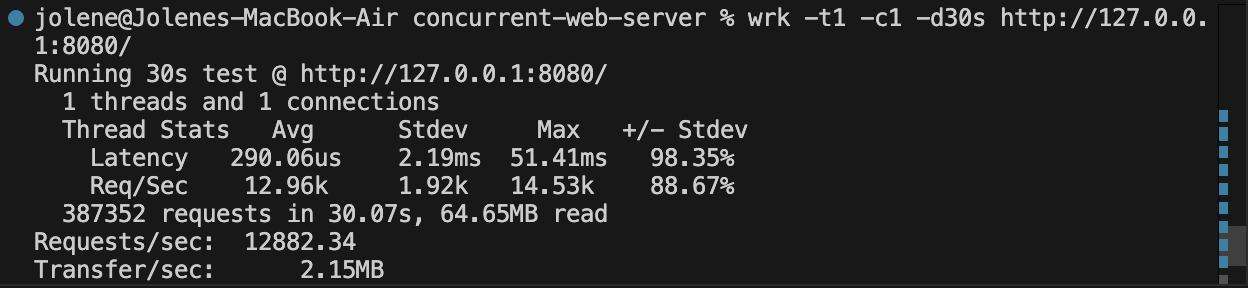 jolene@Jolenes-MacBook-Air concurrent-web-server % wrk -t1 -c1 -d30s http://127.0.0.
1:8080/
Running 30s test @ http://127.0.0.1:8080/
  1 threads and 1 connections
  Thread Stats   Avg      Stdev     Max   +/- Stdev
    Latency   290.06us    2.19ms  51.41ms   98.35%
    Req/Sec    12.96k     1.92k   14.53k    88.67%
  387352 requests in 30.07s, 64.65MB read
Requests/sec:  12882.34
Transfer/sec:      2.15MB